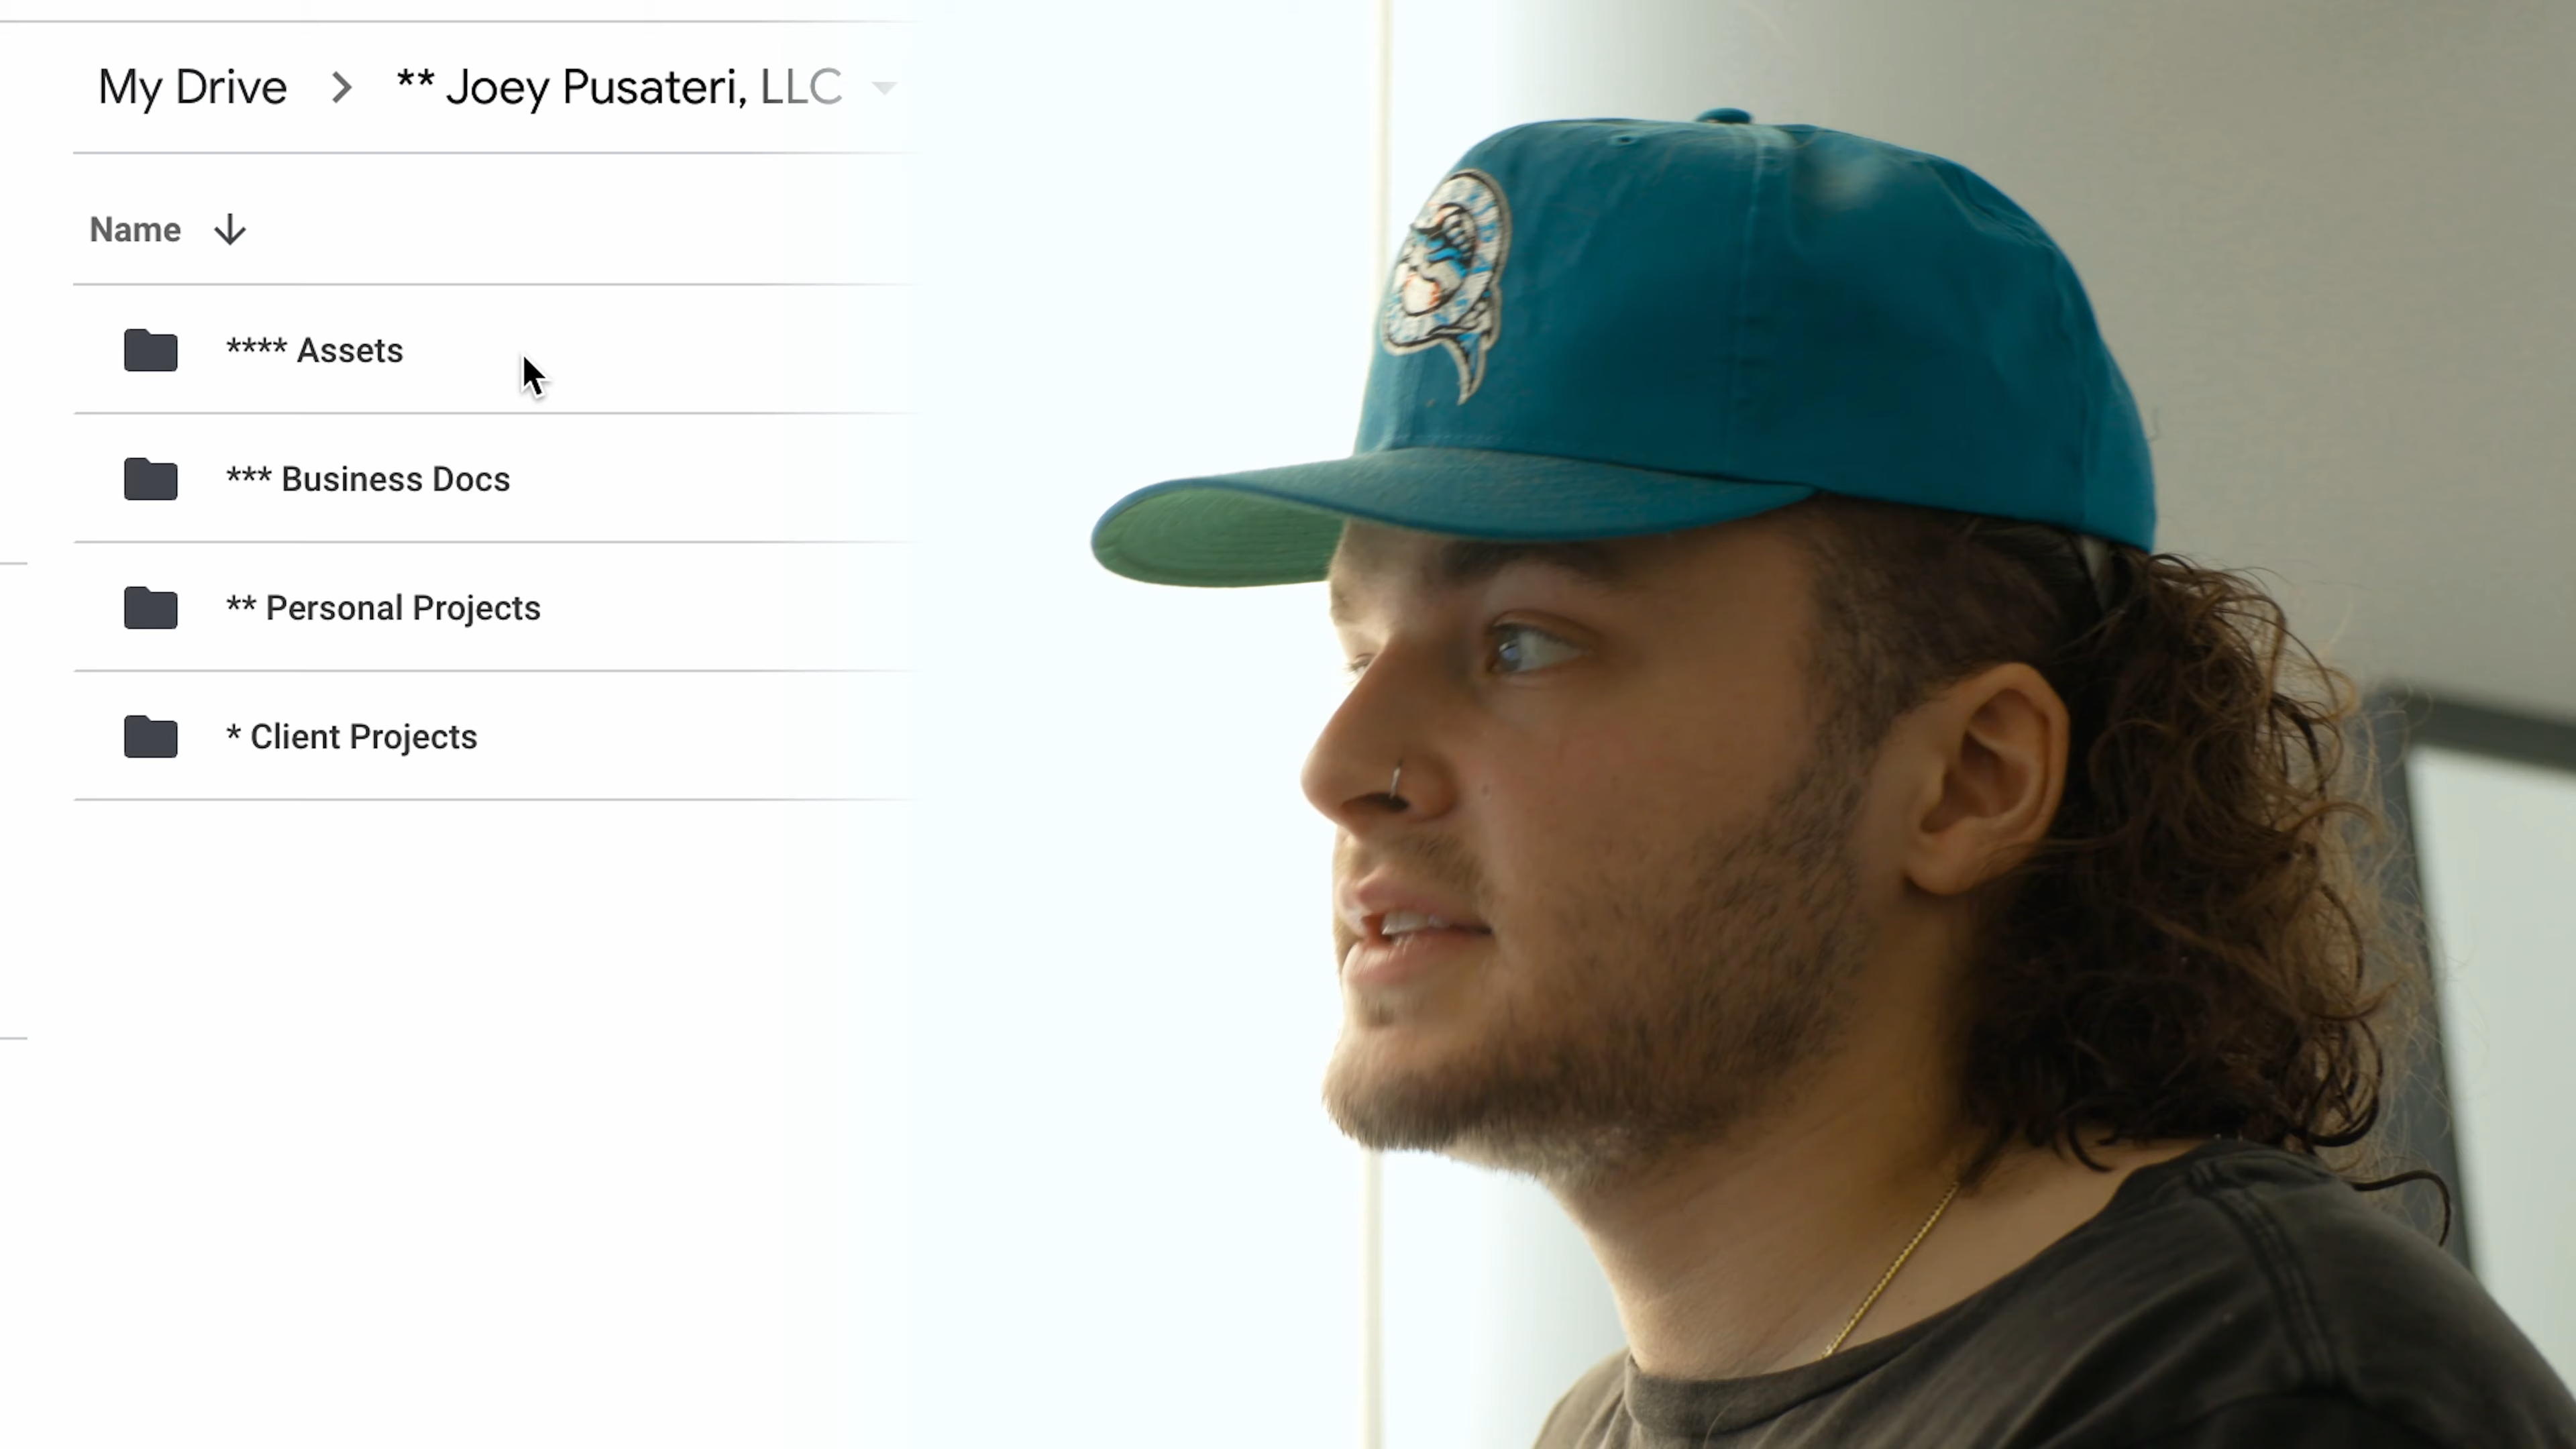 My Drive > ** Joey Pusateri, LLC
Name
**** Assets
*** Business Docs
** Personal Projects
* Client Projects